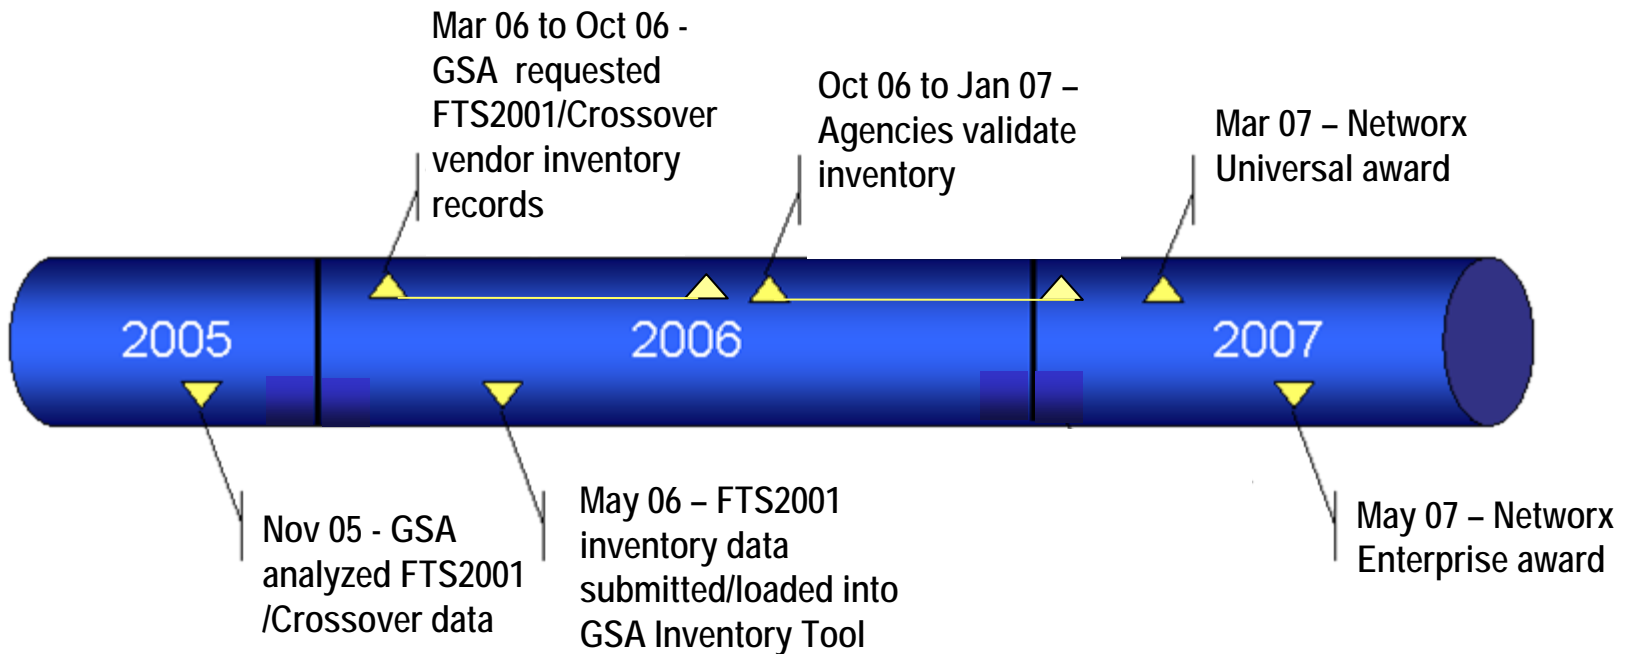 Mar 06 to Oct 06 -
GSA requested
FTS2001/Crossover
vendor inventory
records
Oct 06 to Jan 07 –
Agencies validate
inventory
Mar 07 – Networx
Universal award
2005
2006
2007
Nov 05 - GSA
analyzed FTS2001
/Crossover data
May 06 – FTS2001
inventory data
submitted/loaded into
GSA Inventory Tool
May 07 – Networx
Enterprise award